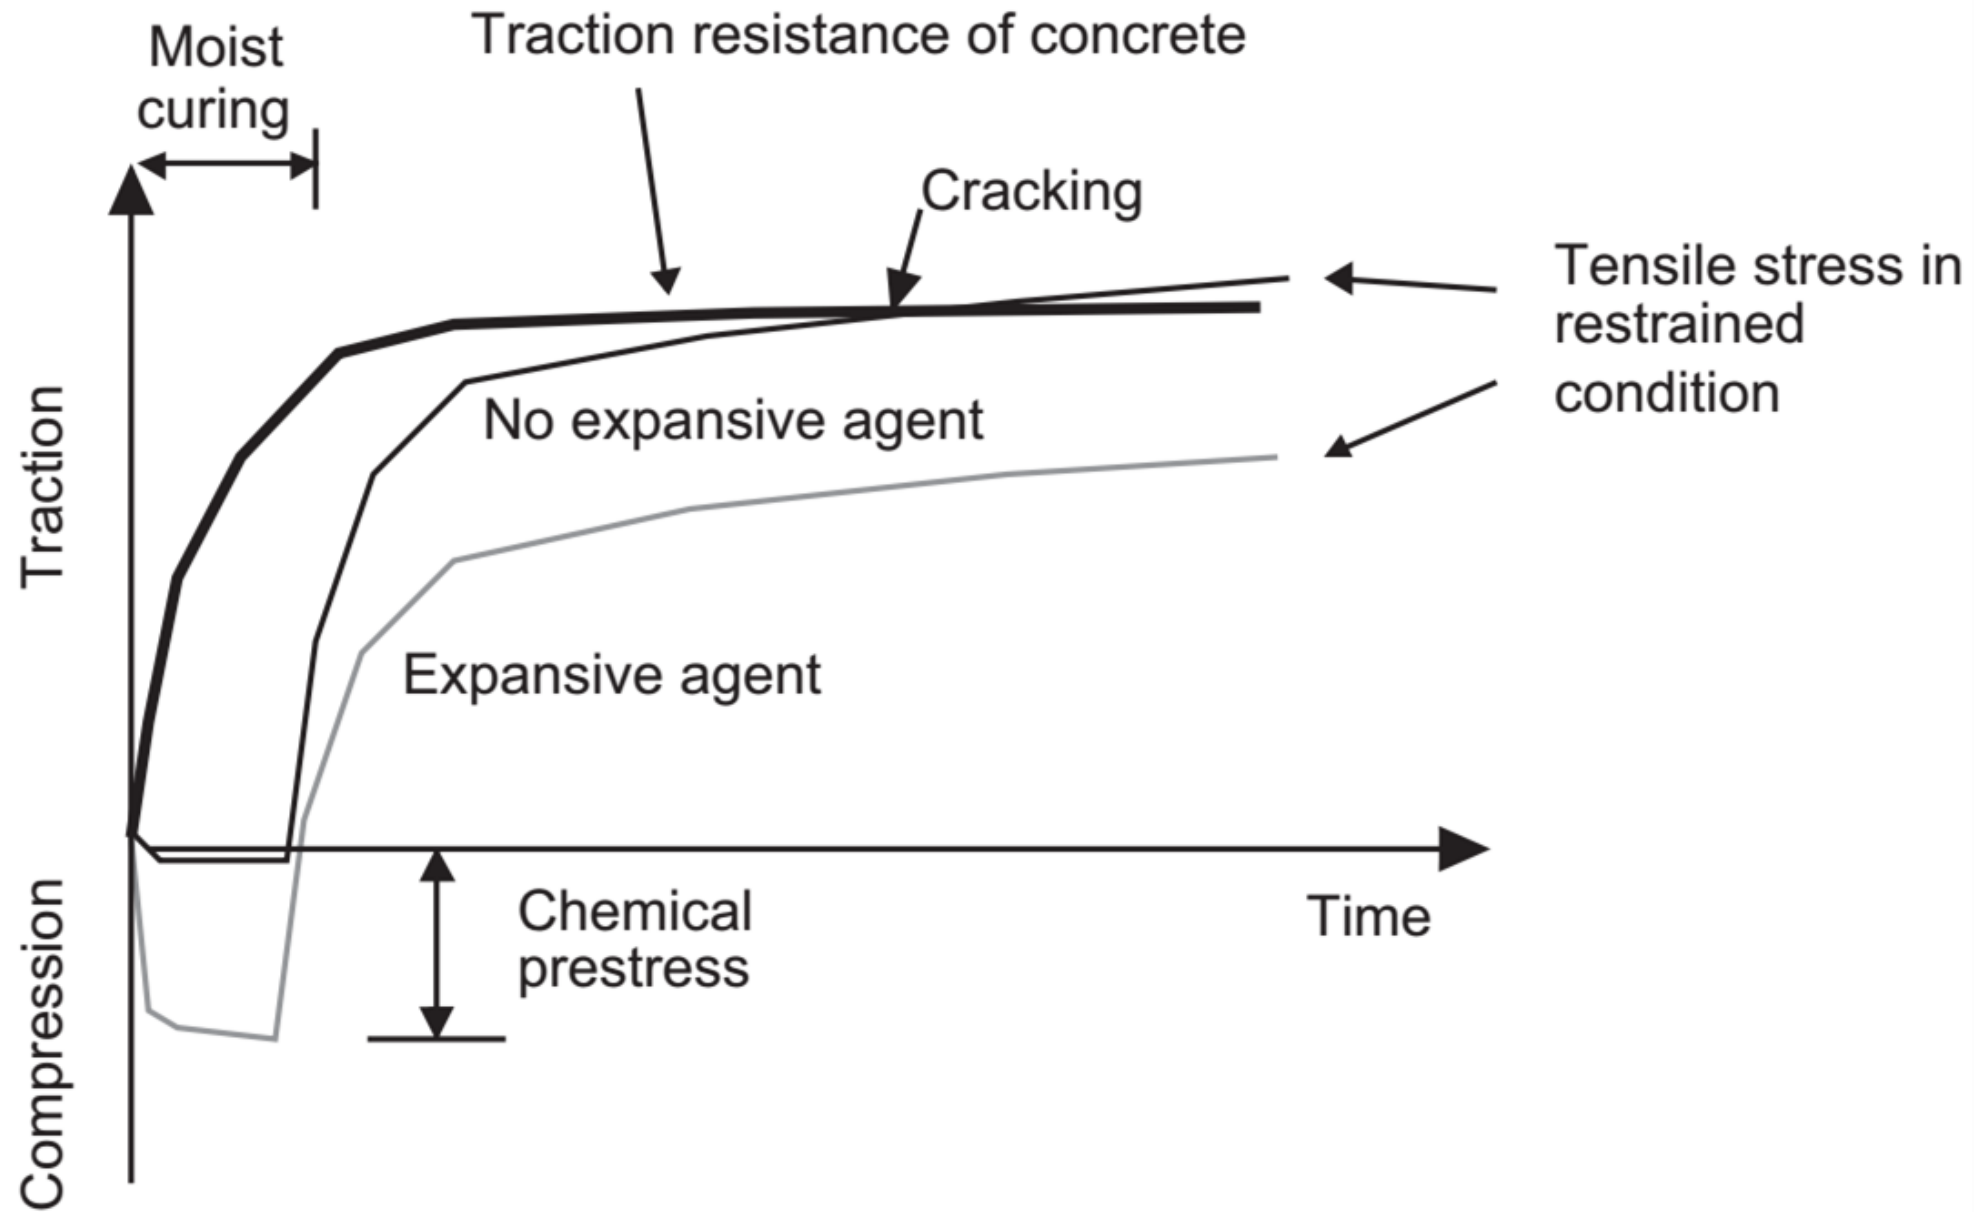 Moist
curing
Traction resistance of concrete
Cracking
Tensile stress in
restrained
condition
Traction
No expansive agent
Expansive agent
Compression
Chemical
prestress
Time